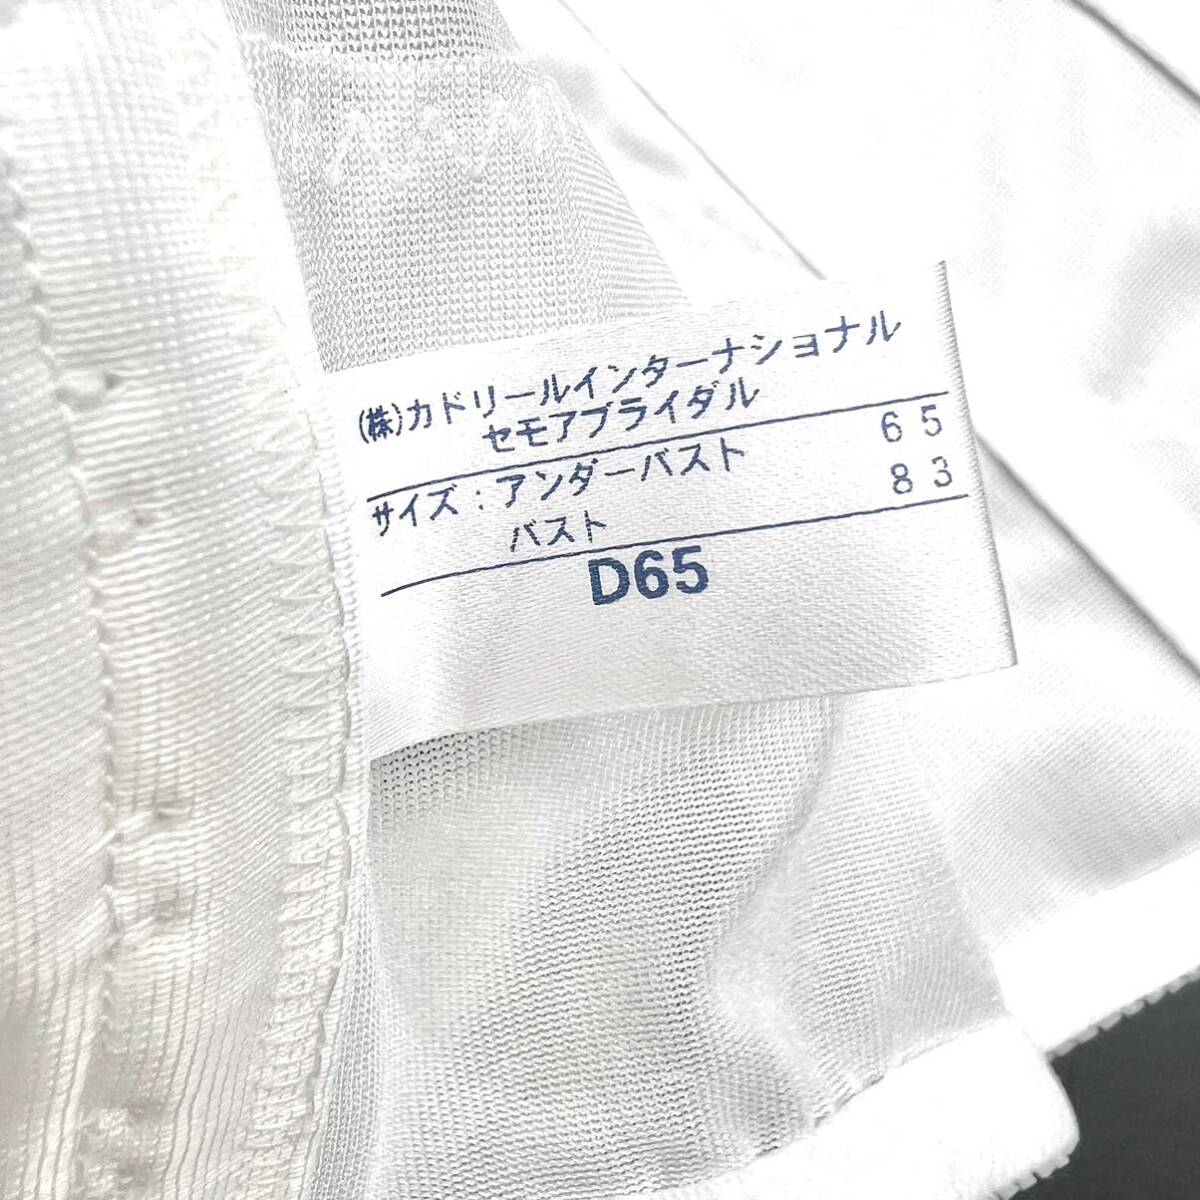 (株)カドリールインターナショナル
セモアブライダル
サイズ:アンダーバスト 65
バスト 83
D65